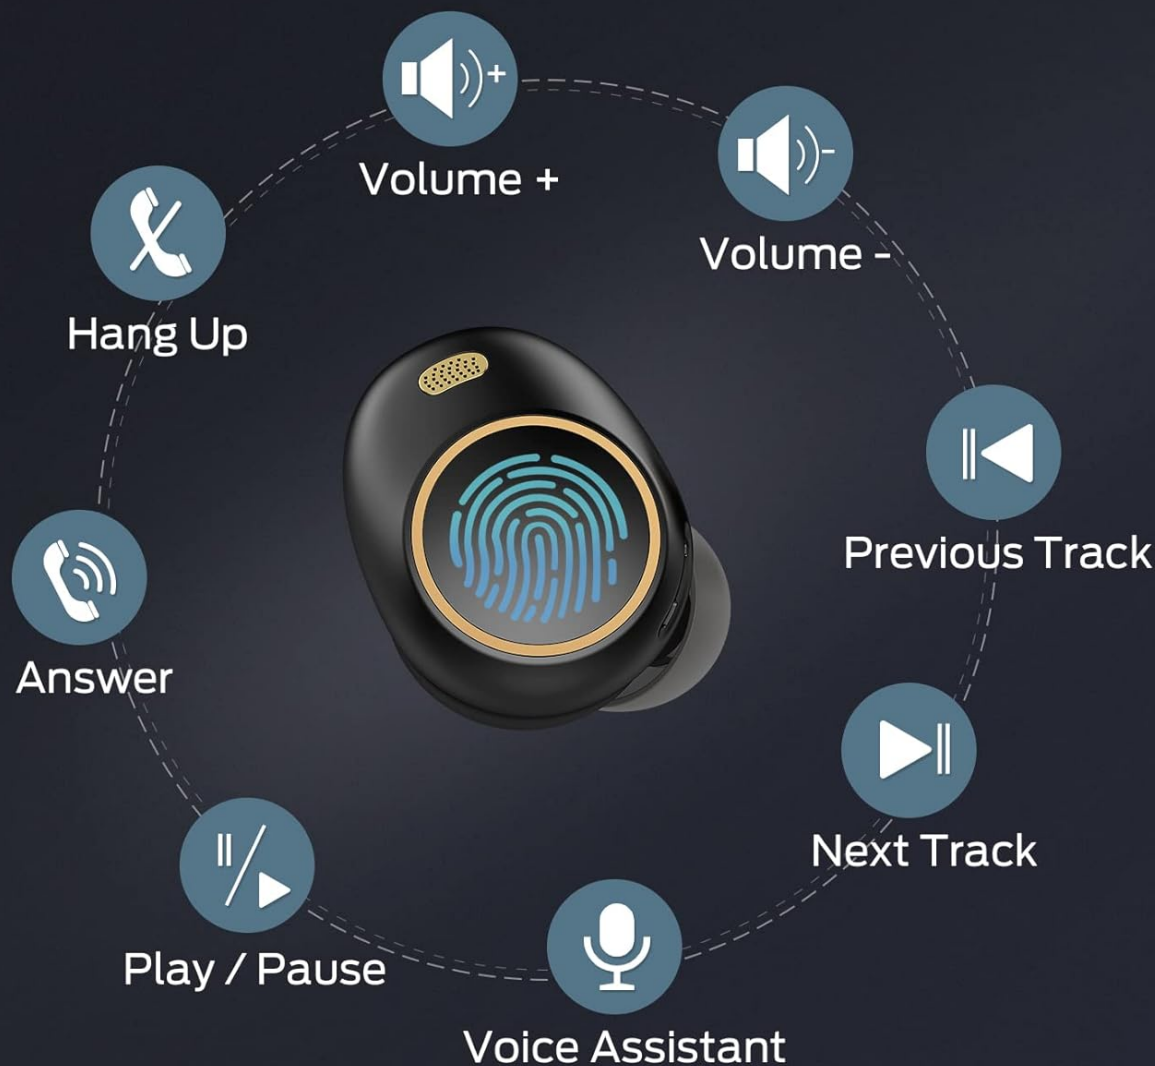 Volume +
Volume -
Hang Up
Previous Track
Answer
Next Track
Play / Pause
Voice Assistant